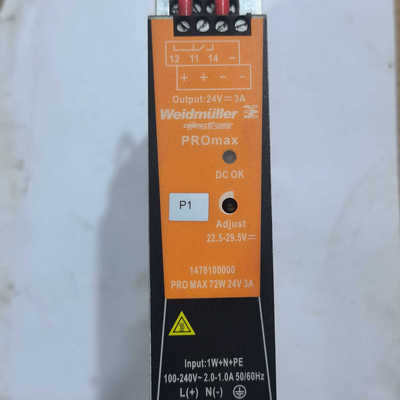 13 11 14 –
+ + – –
Output:24V⎓3A
Weidmüller
PROmax
DC OK
P1
Adjust
22.5-29.5V⎓
1478100000
PRO MAX 72W 24V 3A
Input:1W+N+PE
100-240V~ 2.0-1.0A 50/60Hz
L(+) N(-)